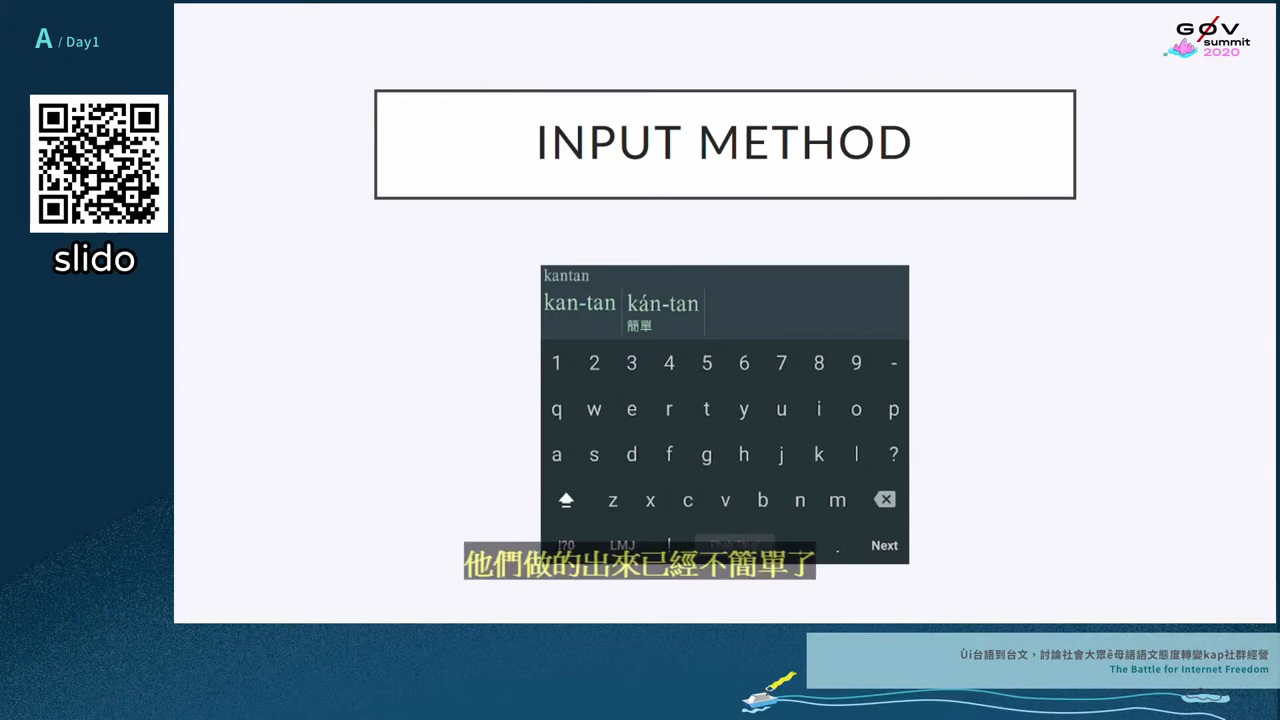 A / Day1
GØV
summit
2020
slido
INPUT METHOD
kantan
kan-tan kán-tan
簡單
1 2 3 4 5 6 7 8 9 -
q w e r t y u i o p
a s d f g h j k l ?
z x c v b n m
!?0 LMJ ! . Next
他們做的出來已經不簡單了
Ùi台語到台文，討論社會大眾ê母語語文態度轉變kap社群經營
The Battle for Internet Freedom